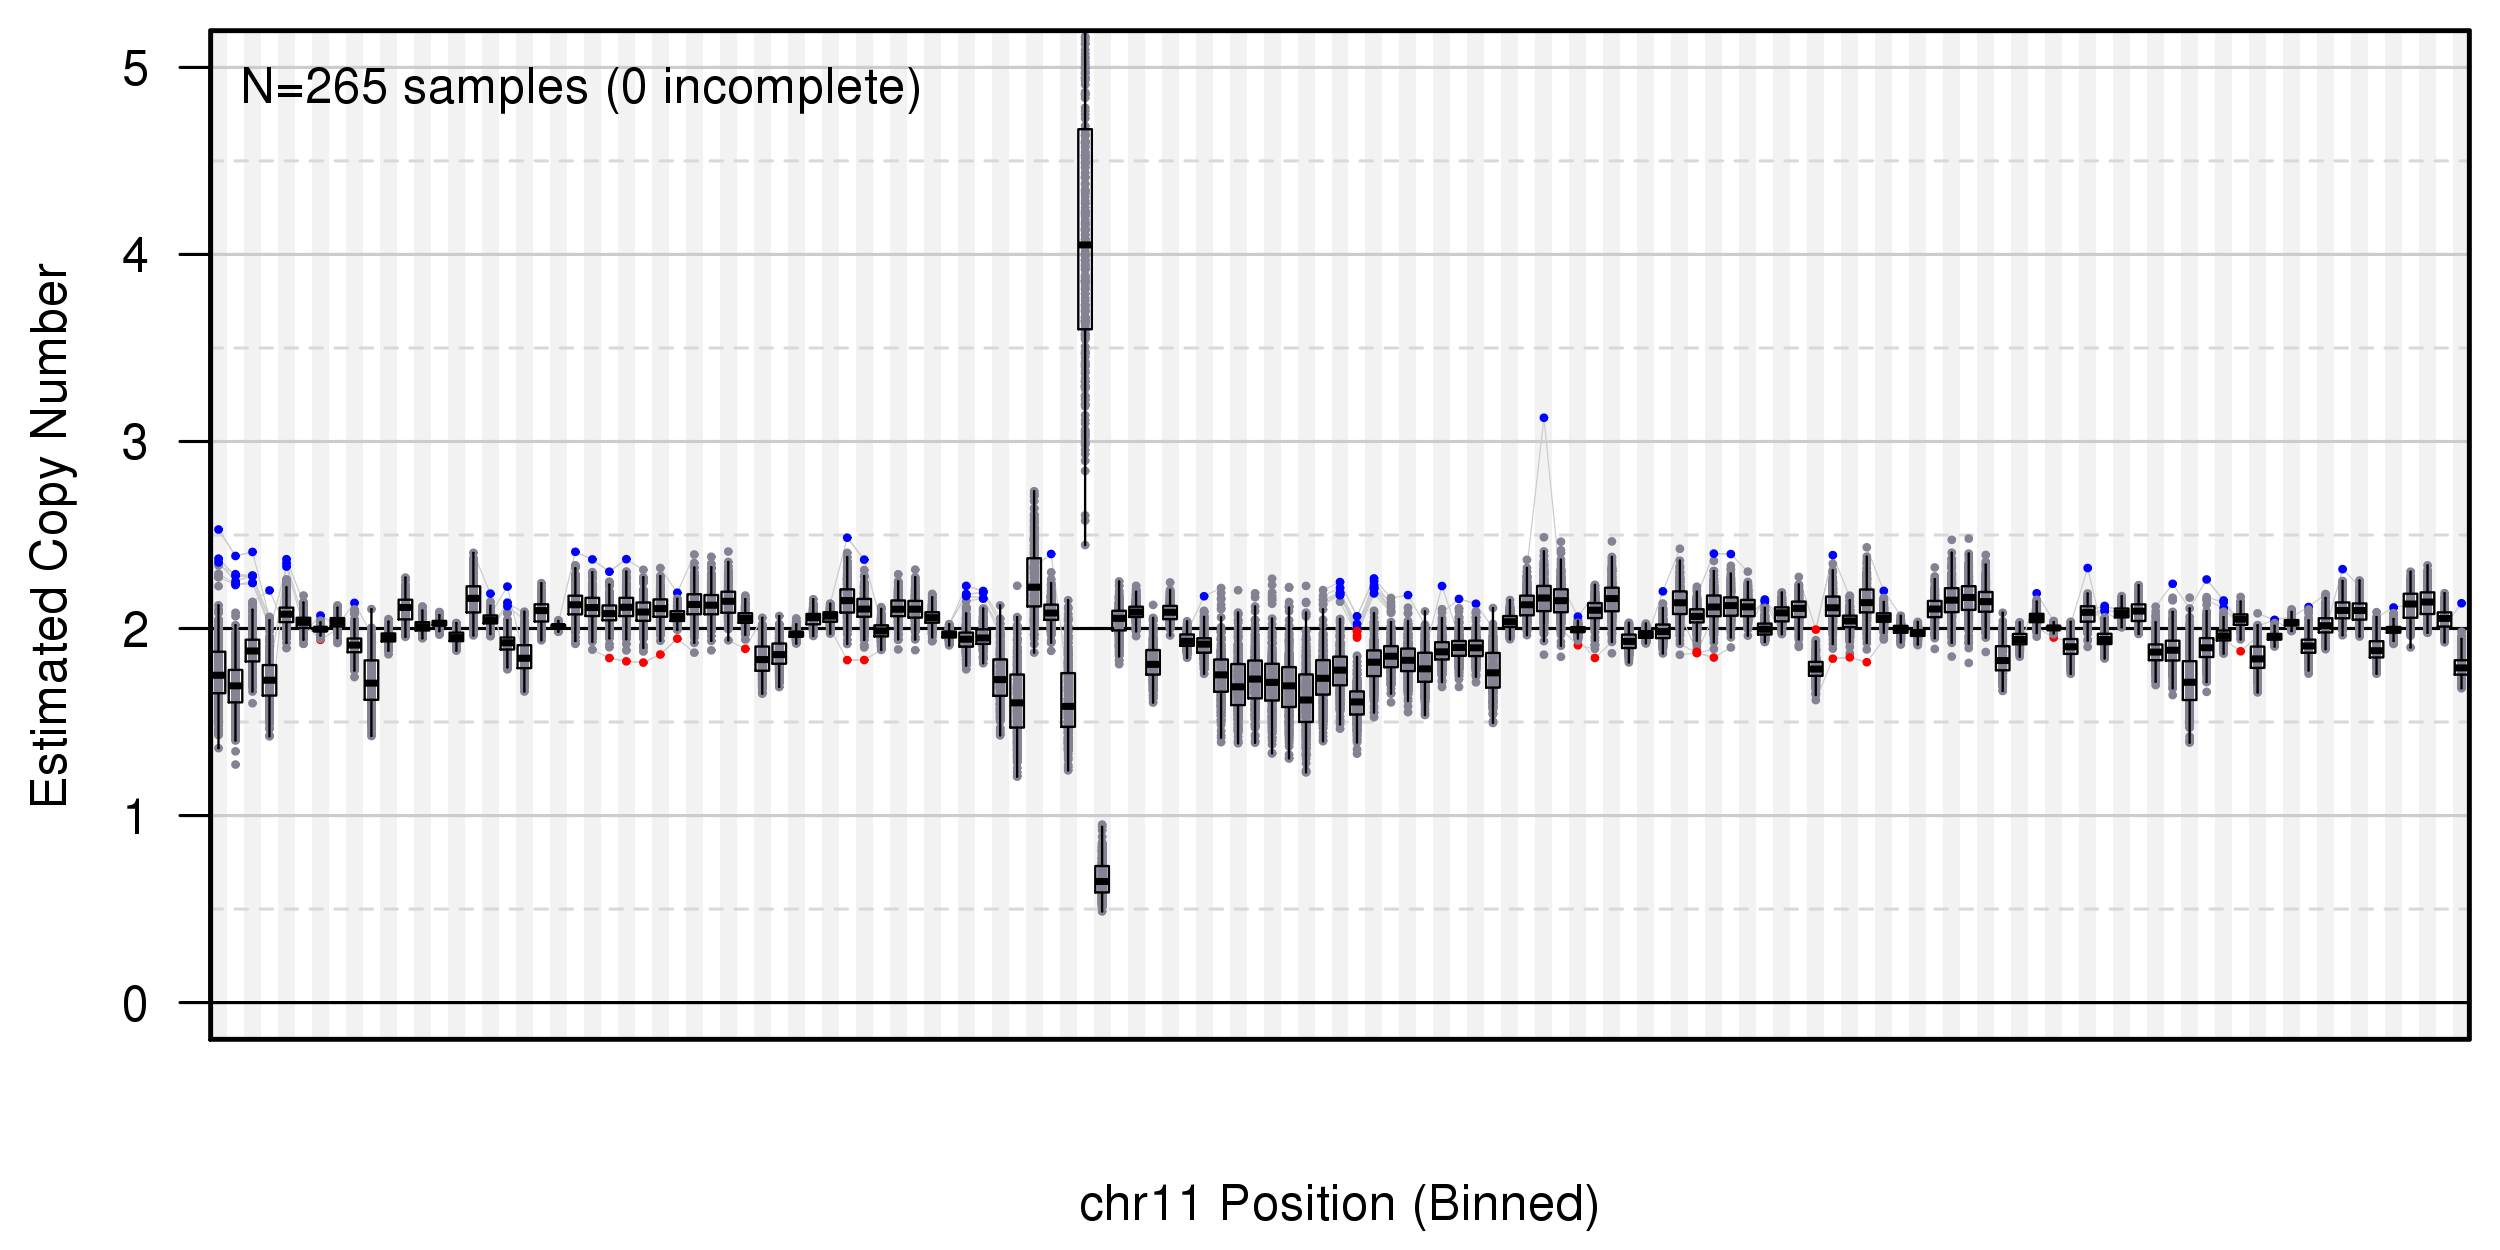 N=265 samples (0 incomplete)
Estimated Copy Number
5
4
3
2
1
0
chr11 Position (Binned)